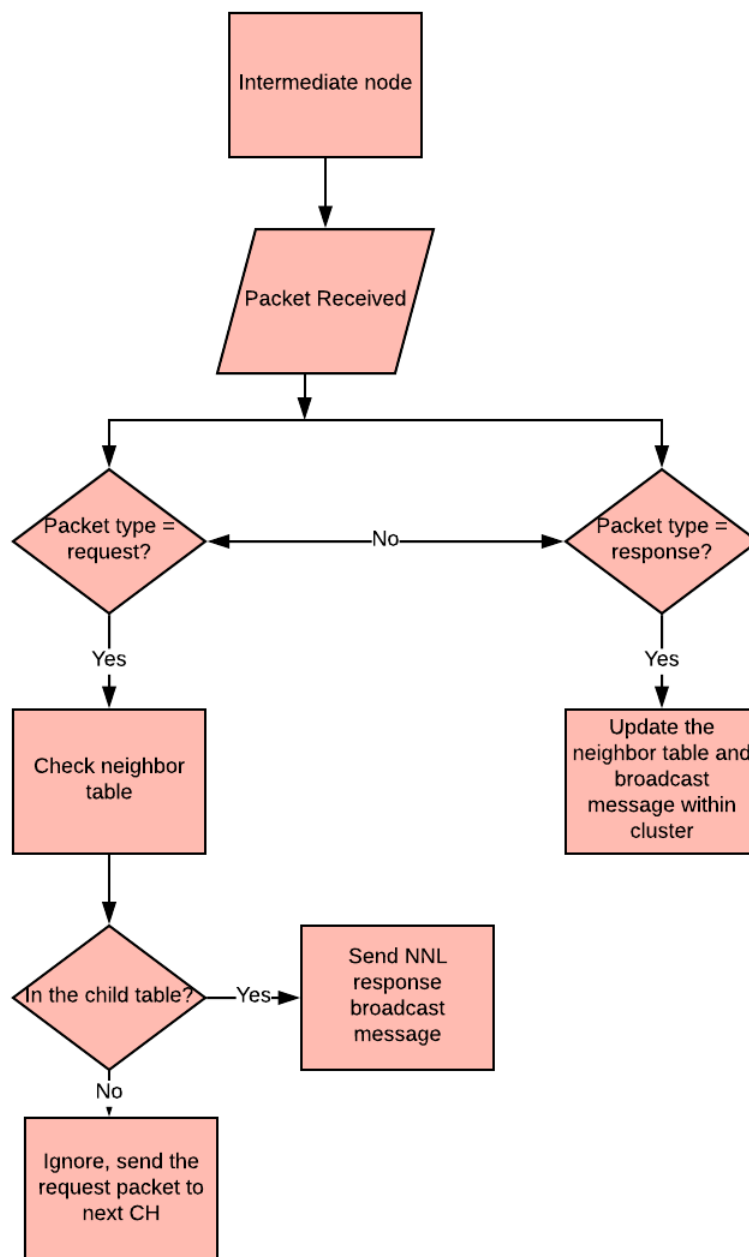 Intermediate node
Packet Received
Packet type =
request?
No
Packet type =
response?
Yes
Yes
Check neighbor
table
Update the
neighbor table and
broadcast
message within
cluster
In the child table?
Yes
Send NNL
response
broadcast
message
No
Ignore, send the
request packet to
next CH